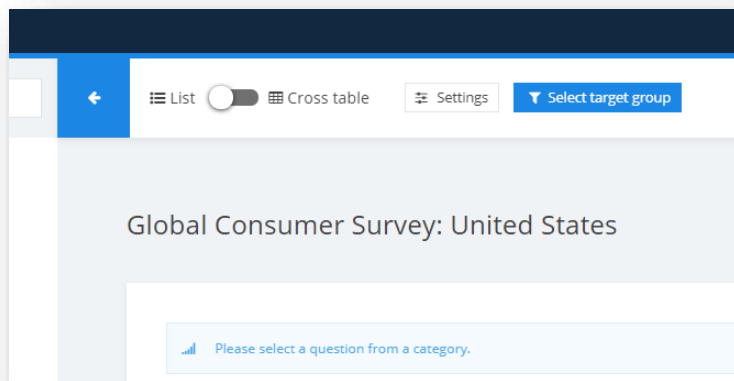 List Cross table Settings Select target group
Global Consumer Survey: United States
Please select a question from a category.